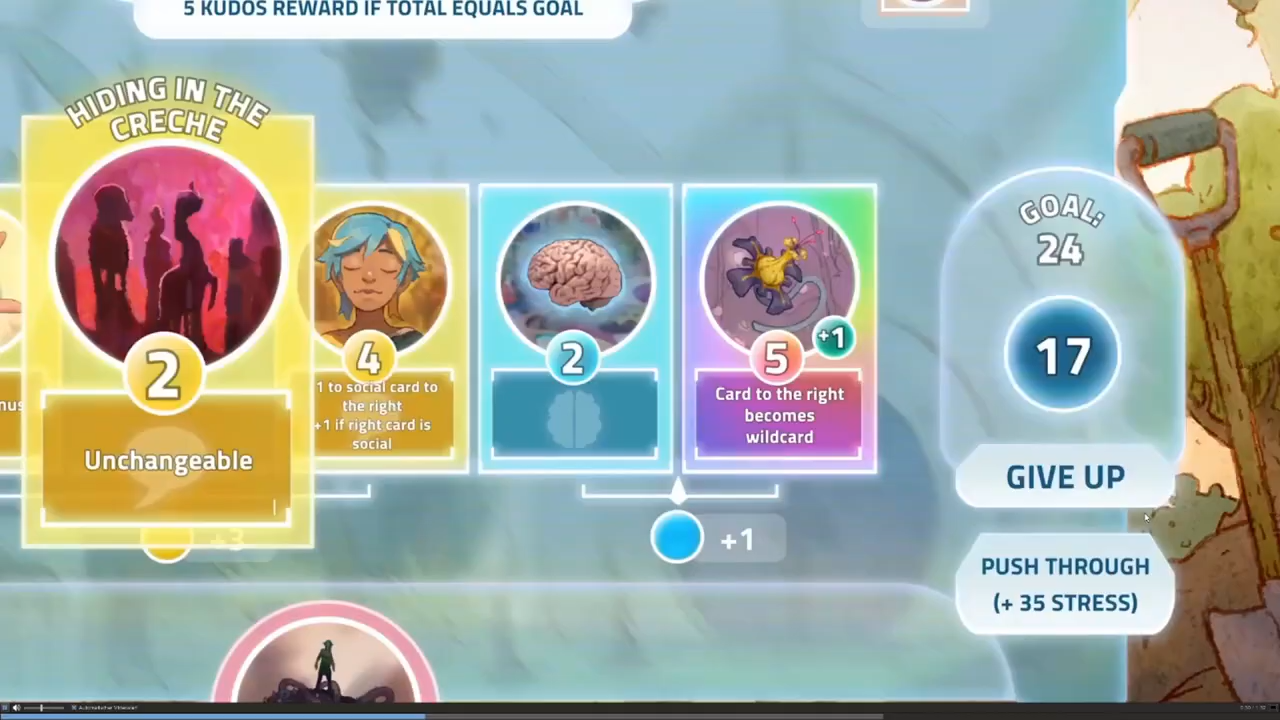 5 KUDOS REWARD IF TOTAL EQUALS GOAL
HIDING IN THE
CRECHE
2
Unchangeable
+3
4
1 to social card to
the right
+1 if right card is
social
2
+1
5
Card to the right
becomes
wildcard
+1
GOAL:
24
17
GIVE UP
PUSH THROUGH
(+ 35 STRESS)